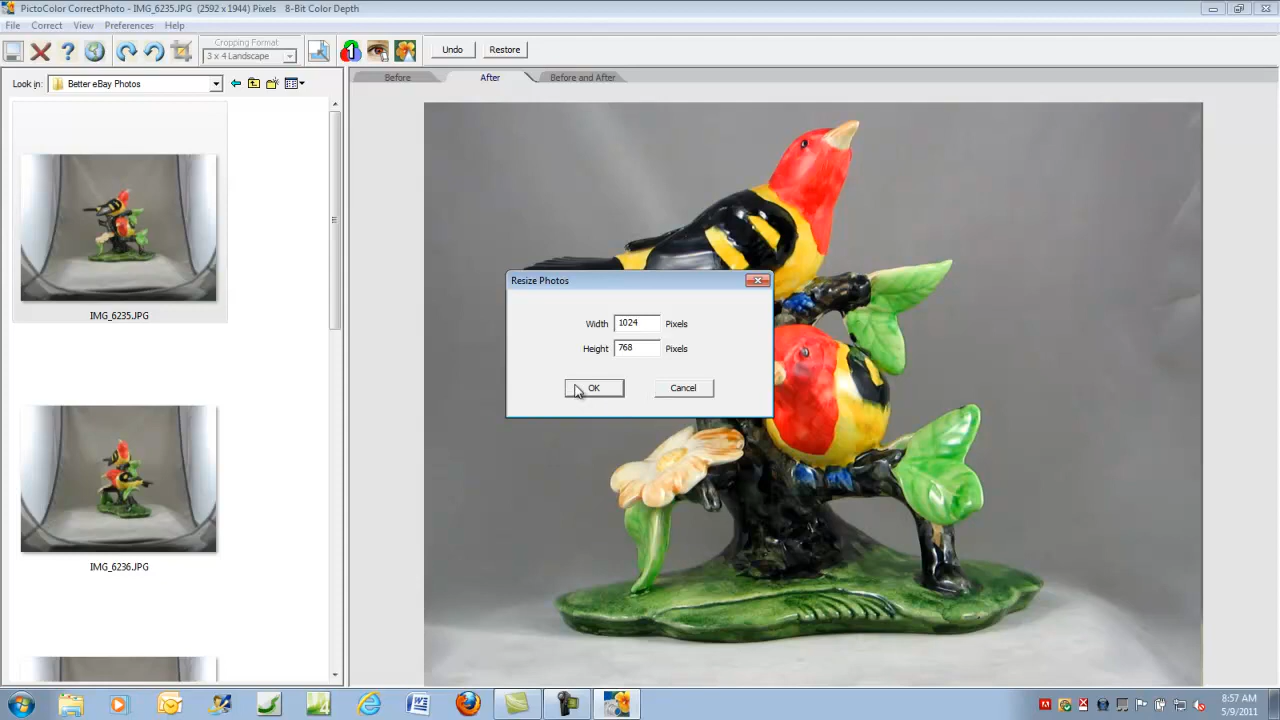 PictoColor CorrectPhoto - IMG_6235.JPG (2592 x 1944) Pixels 8-Bit Color Depth
File Correct View Preferences Help
Cropping Format
3 x 4 Landscape
Undo
Restore
Look in:
Better eBay Photos
Before
After
Before and After
IMG_6235.JPG
IMG_6236.JPG
Resize Photos
Width 1024 Pixels
Height 768 Pixels
OK
Cancel
8:57 AM
5/9/2011